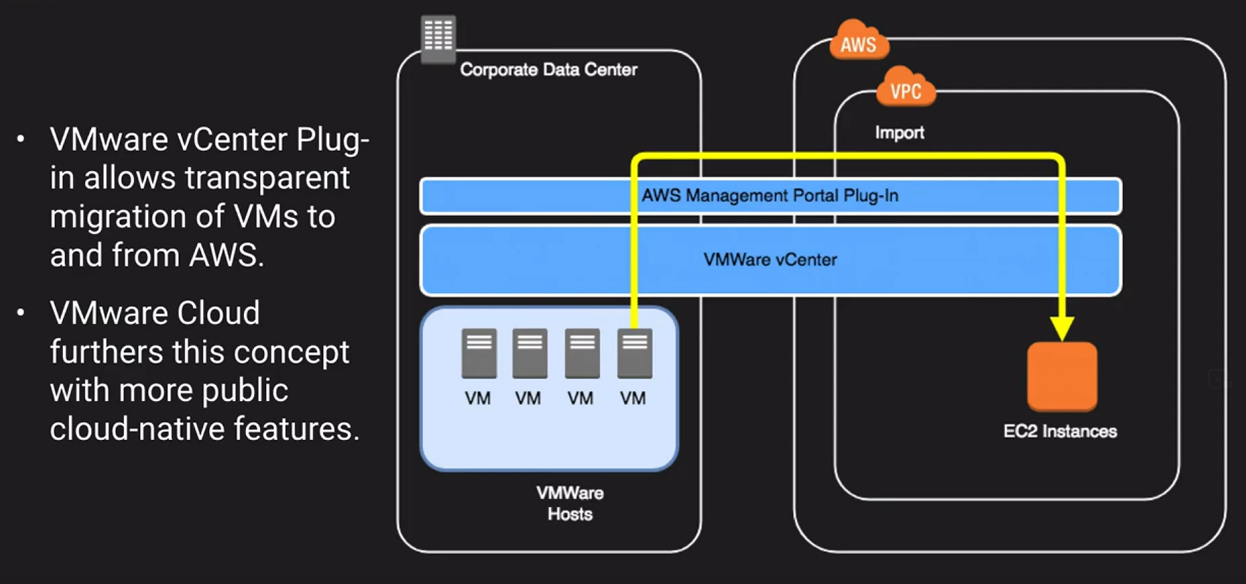 • VMware vCenter Plug-
in allows transparent
migration of VMs to
and from AWS.
• VMware Cloud
furthers this concept
with more public
cloud-native features.
Corporate Data Center
AWS
VPC
Import
AWS Management Portal Plug-In
VMWare vCenter
VM VM VM VM
VMWare
Hosts
EC2 Instances